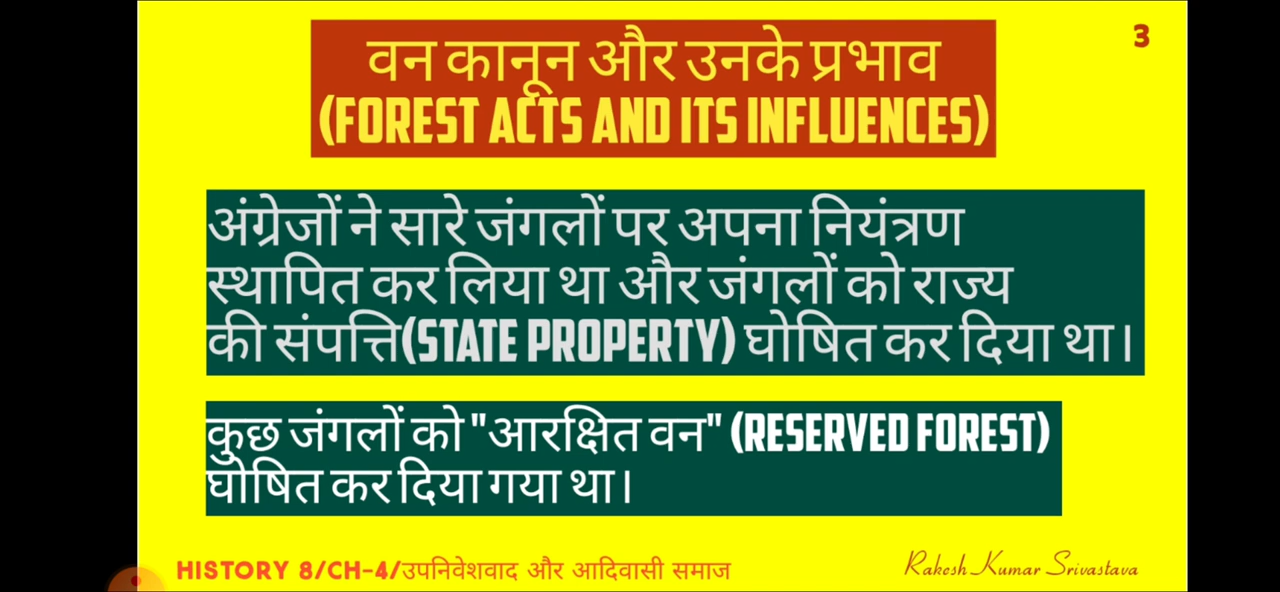 3
वन कानून और उनके प्रभाव
(FOREST ACTS AND ITS INFLUENCES)
अंग्रेजों ने सारे जंगलों पर अपना नियंत्रण
स्थापित कर लिया था और जंगलों को राज्य
की संपत्ति(STATE PROPERTY) घोषित कर दिया था।
कुछ जंगलों को "आरक्षित वन" (RESERVED FOREST)
घोषित कर दिया गया था।
HISTORY 8/CH-4/उपनिवेशवाद और आदिवासी समाज
Rakesh Kumar Srivastava